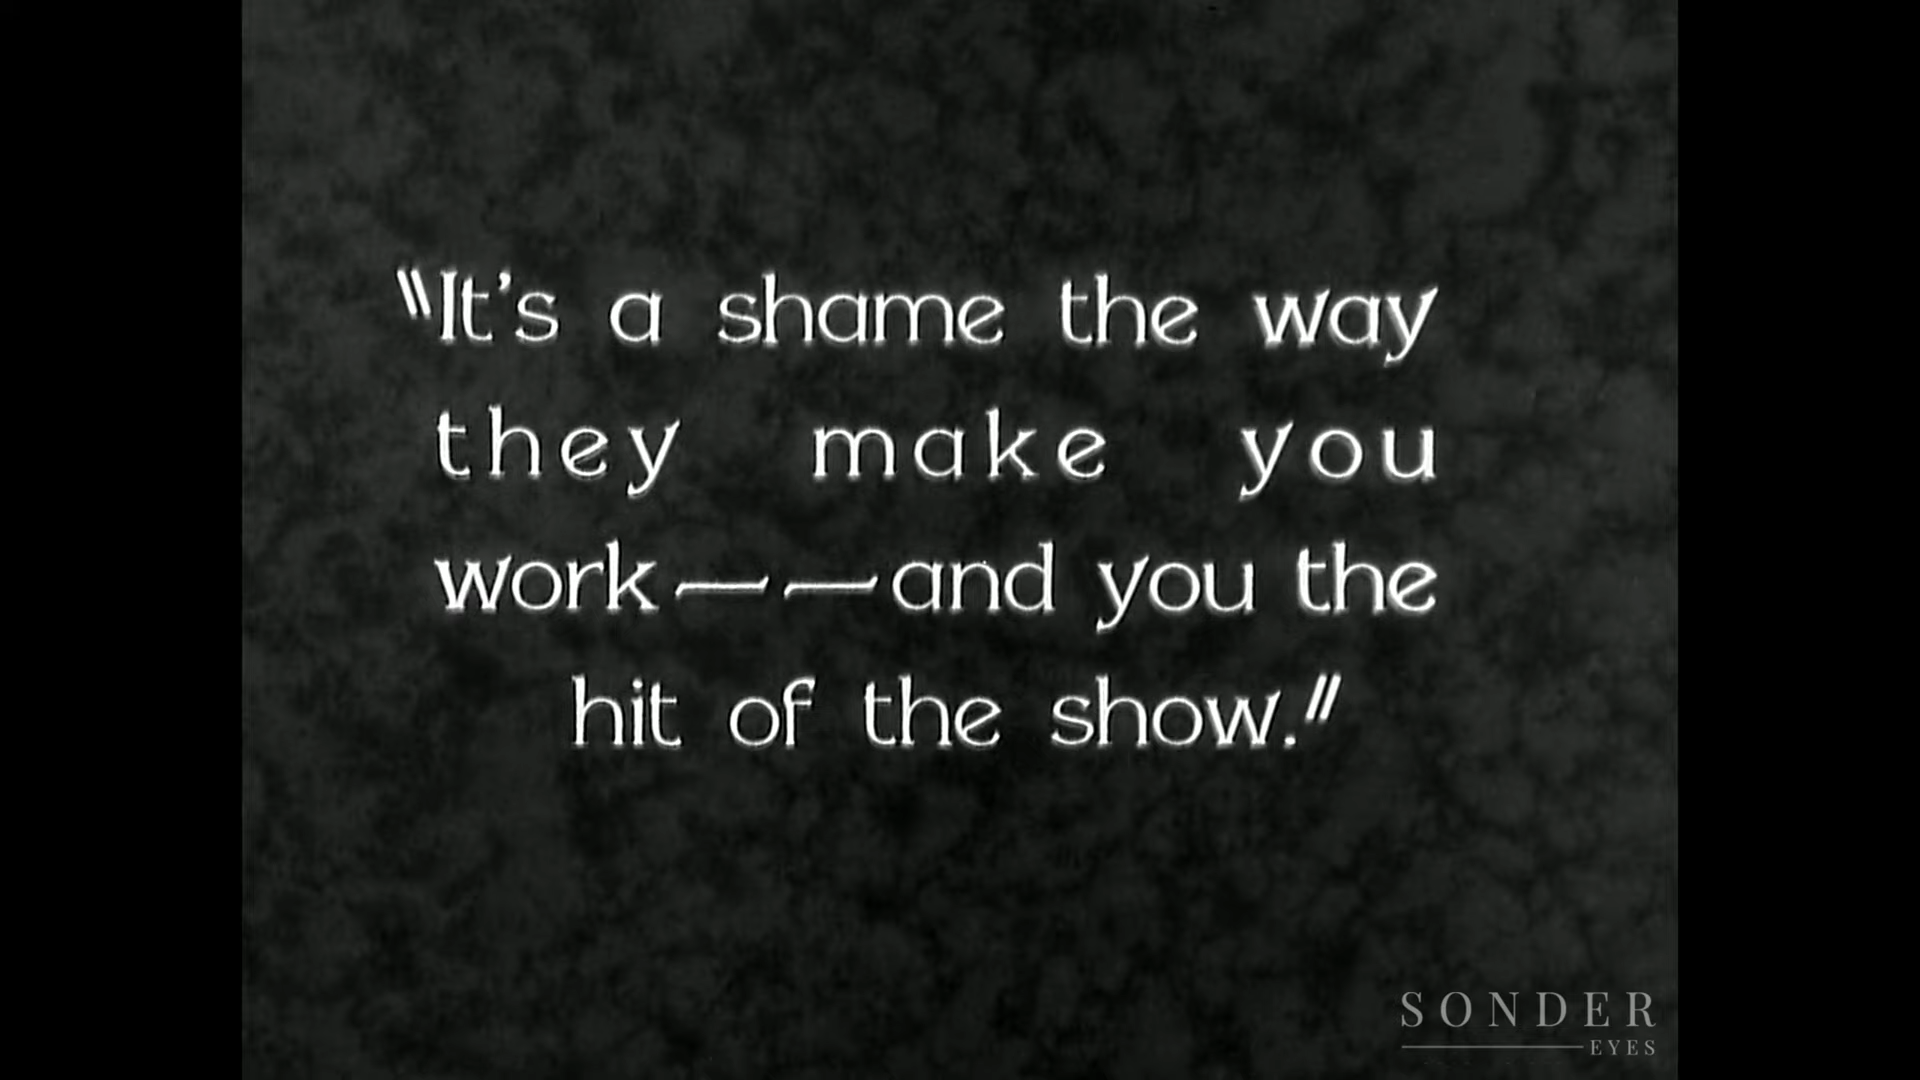 "It's a shame the way
they make you
work——and you the
hit of the show."
SONDER
EYES